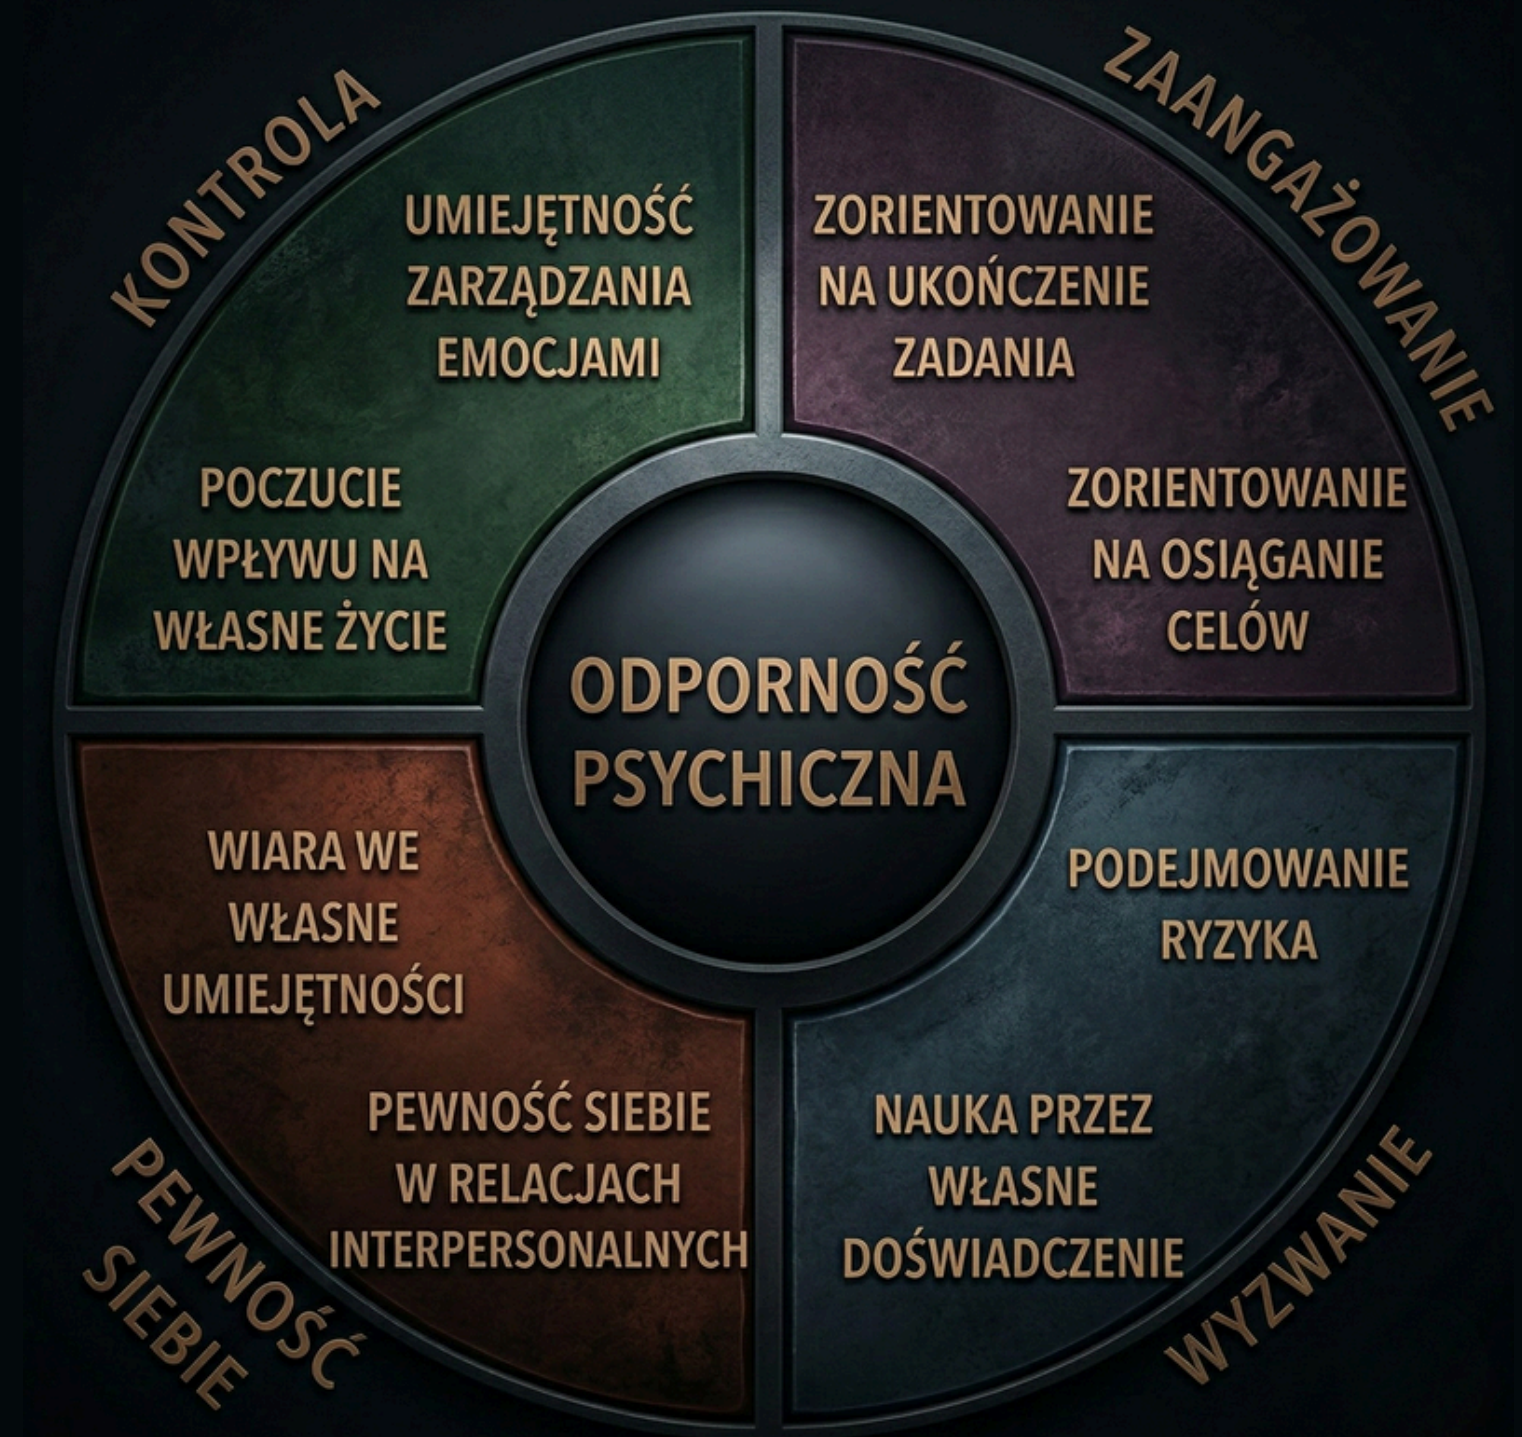 KONTROLA
UMIEJĘTNOŚĆ
ZARZĄDZANIA
EMOCJAMI
POCZUCIE
WPŁYWU NA
WŁASNE ŻYCIE
ZAANGAŻOWANIE
ZORIENTOWANIE
NA UKOŃCZENIE
ZADANIA
ZORIENTOWANIE
NA OSIĄGANIE
CELÓW
ODPORNOŚĆ
PSYCHICZNA
WIARA WE
WŁASNE
UMIEJĘTNOŚCI
PEWNOŚĆ SIEBIE
W RELACJACH
INTERPERSONALNYCH
PEWNOŚĆ
SIEBIE
PODEJMOWANIE
RYZYKA
NAUKA PRZEZ
WŁASNE
DOŚWIADCZENIE
WYZWANIE